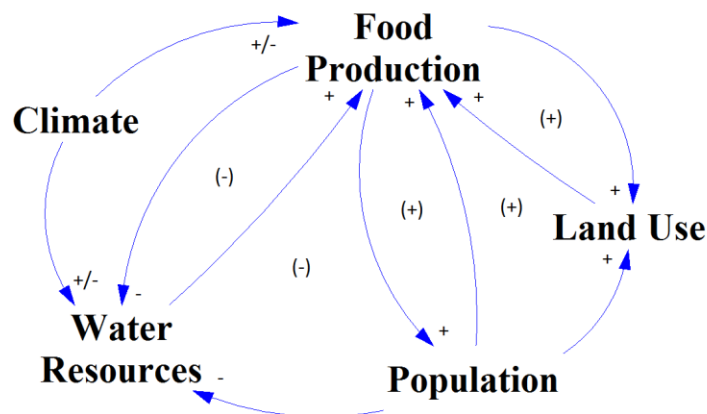 Food
Production
+/-
+
+
+
(+)
Climate
(-)
(+)
(+)
+
Land Use
+
(-)
+/-
-
Water
Resources
+
Population
-